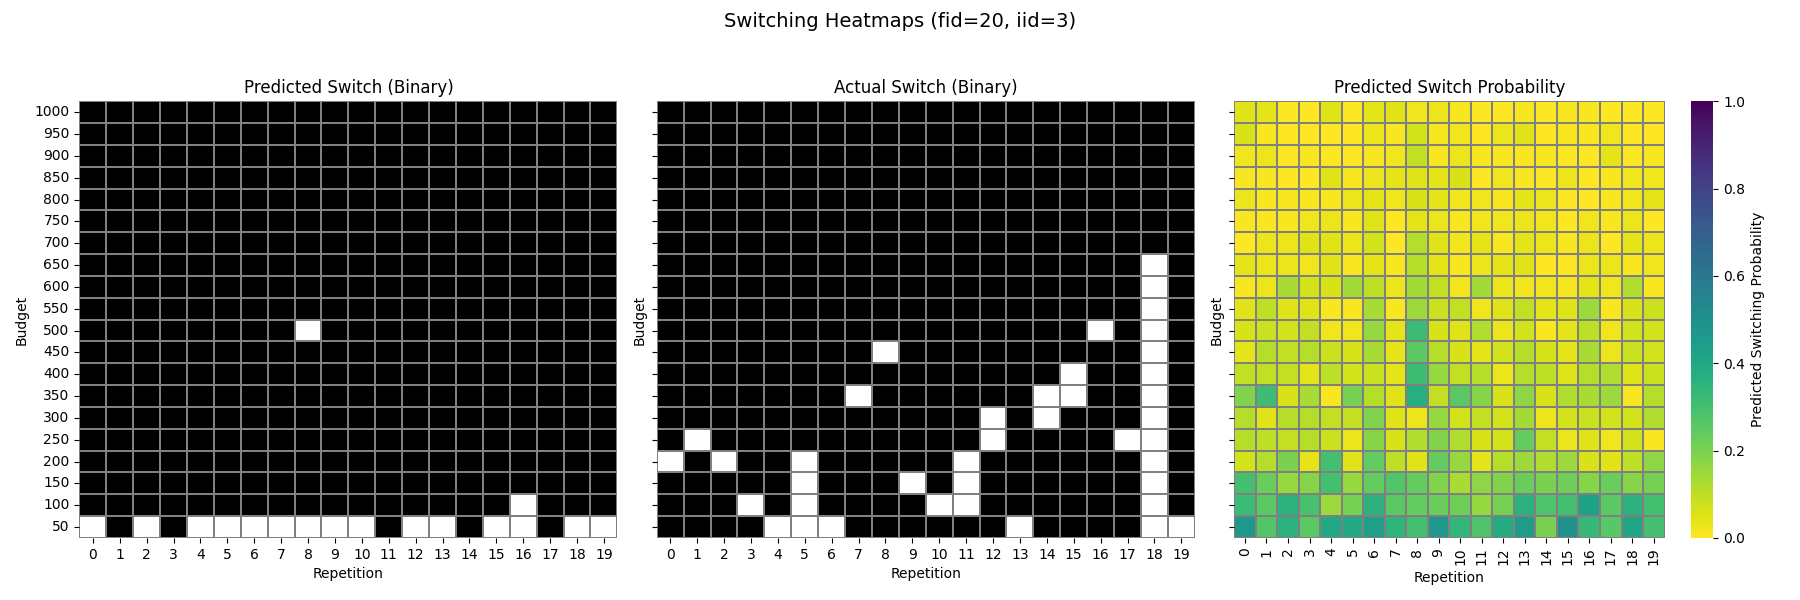 Switching Heatmaps (fid=20, iid=3)
Predicted Switch (Binary)
Budget
1000
950
900
850
800
750
700
650
600
550
500
450
400
350
300
250
200
150
100
50
0 1 2 3 4 5 6 7 8 9 10 11 12 13 14 15 16 17 18 19
Repetition
Actual Switch (Binary)
Budget
0 1 2 3 4 5 6 7 8 9 10 11 12 13 14 15 16 17 18 19
Repetition
Predicted Switch Probability
Budget
0 1 2 3 4 5 6 7 8 9 10 11 12 13 14 15 16 17 18 19
Repetition
1.0
0.8
0.6
0.4
0.2
0.0
Predicted Switching Probability